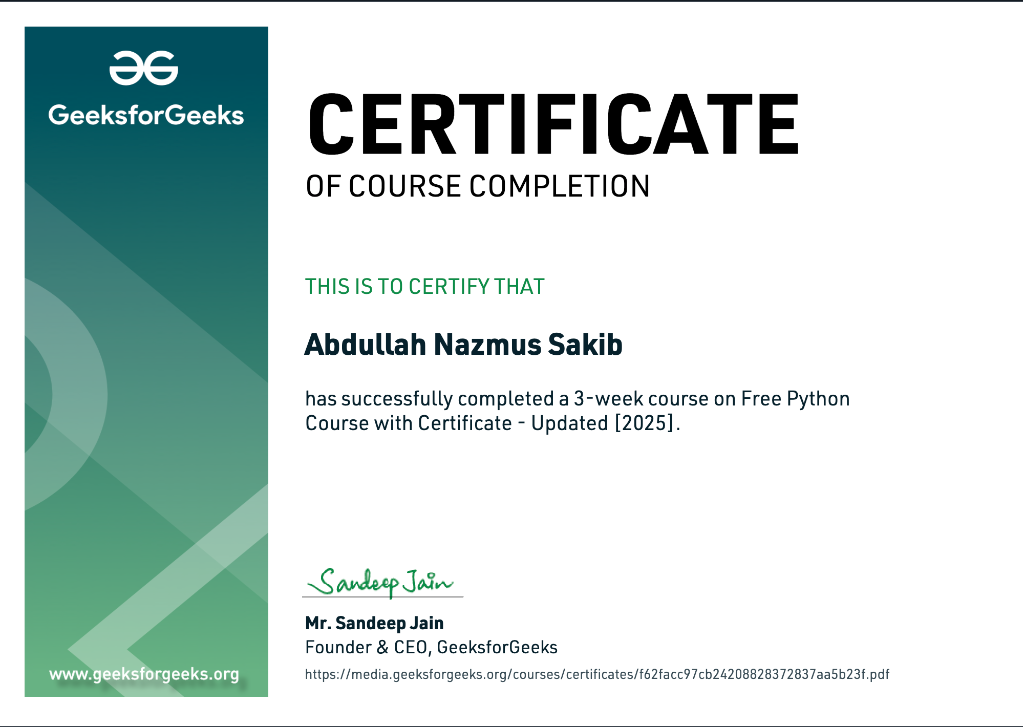 GeeksforGeeks
CERTIFICATE
OF COURSE COMPLETION
THIS IS TO CERTIFY THAT
Abdullah Nazmus Sakib
has successfully completed a 3-week course on Free Python
Course with Certificate - Updated [2025].
Sandeep Jain
Mr. Sandeep Jain
Founder & CEO, GeeksforGeeks
https://media.geeksforgeeks.org/courses/certificates/f62facc97cb24208828372837aa5b23f.pdf
www.geeksforgeeks.org